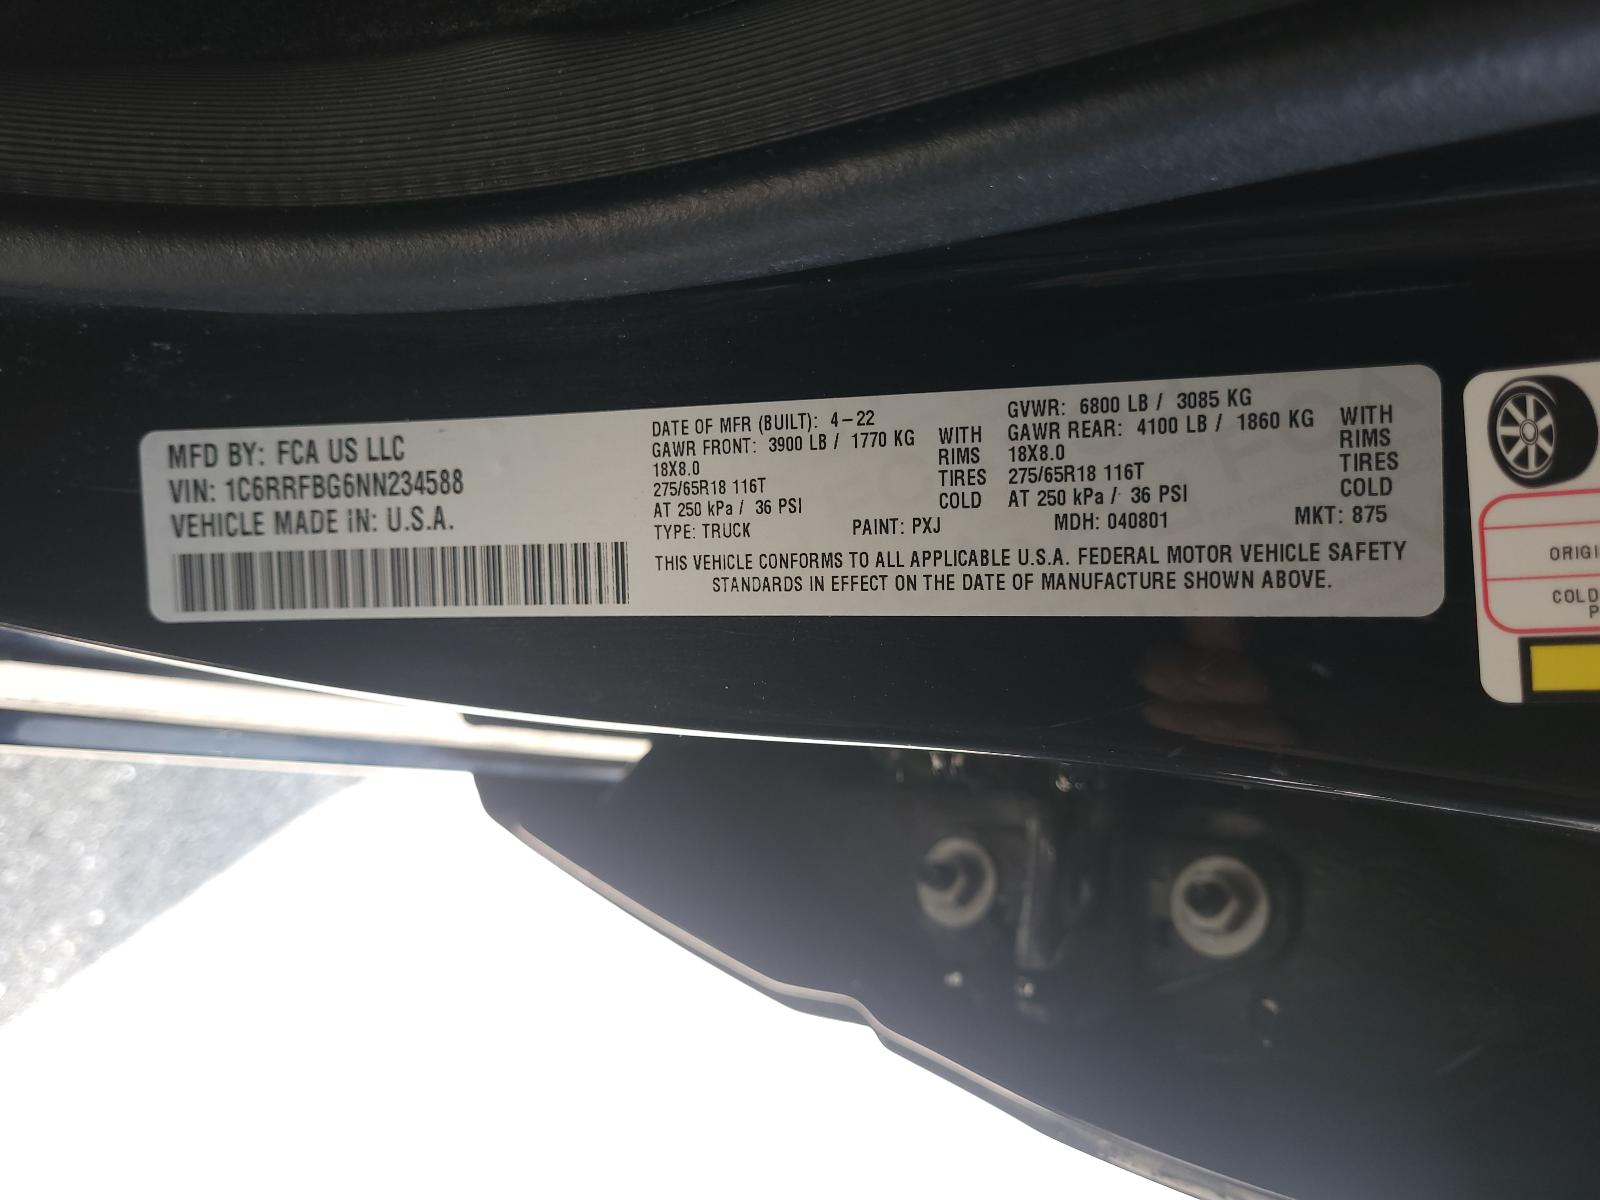 MFD BY: FCA US LLC
VIN: 1C6RRFBG6NN234588
VEHICLE MADE IN: U.S.A.
DATE OF MFR (BUILT): 4-22
GAWR FRONT: 3900 LB / 1770 KG WITH
18X8.0 RIMS
275/65R18 116T TIRES
AT 250 kPa / 36 PSI COLD
GVWR: 6800 LB / 3085 KG
GAWR REAR: 4100 LB / 1860 KG WITH
18X8.0 RIMS
275/65R18 116T TIRES
AT 250 kPa / 36 PSI COLD
TYPE: TRUCK PAINT: PXJ MDH: 040801 MKT: 875
THIS VEHICLE CONFORMS TO ALL APPLICABLE U.S.A. FEDERAL MOTOR VEHICLE SAFETY
STANDARDS IN EFFECT ON THE DATE OF MANUFACTURE SHOWN ABOVE.
ORIGI
COLD
P